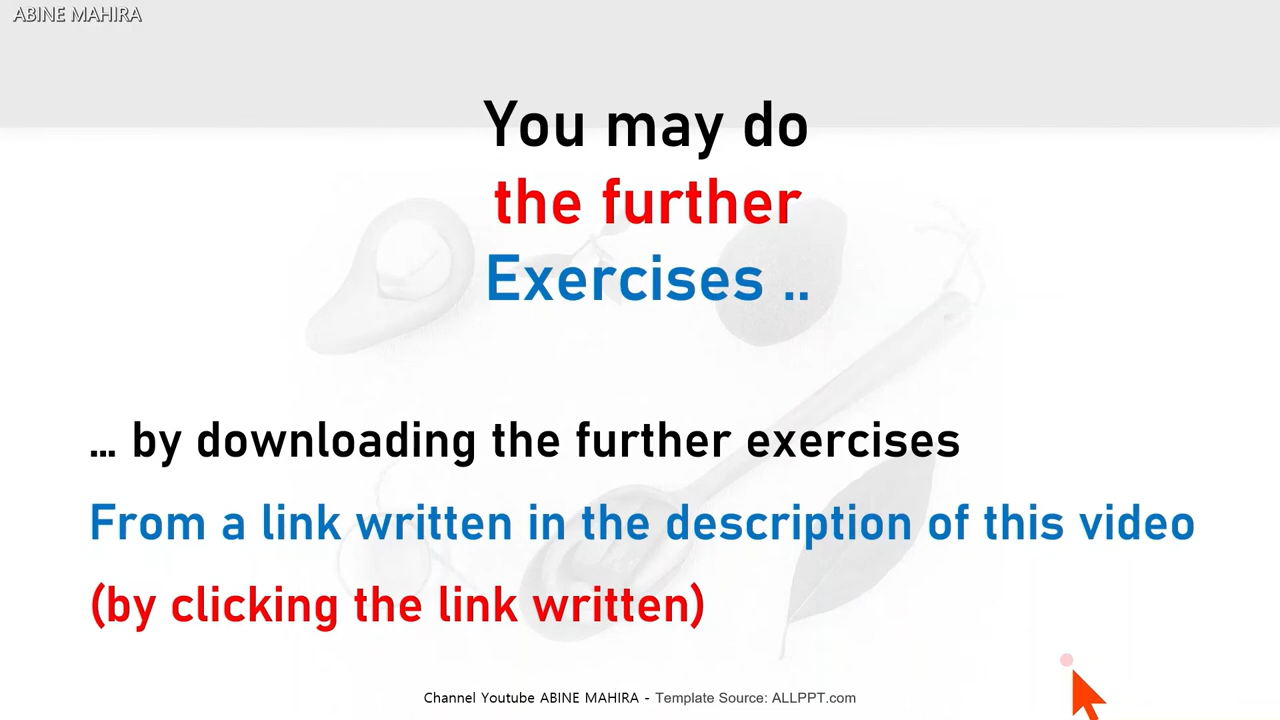 ABINE MAHIRA
You may do
the further
Exercises ..
... by downloading the further exercises
From a link written in the description of this video
(by clicking the link written)
Channel Youtube ABINE MAHIRA - Template Source: ALLPPT.com